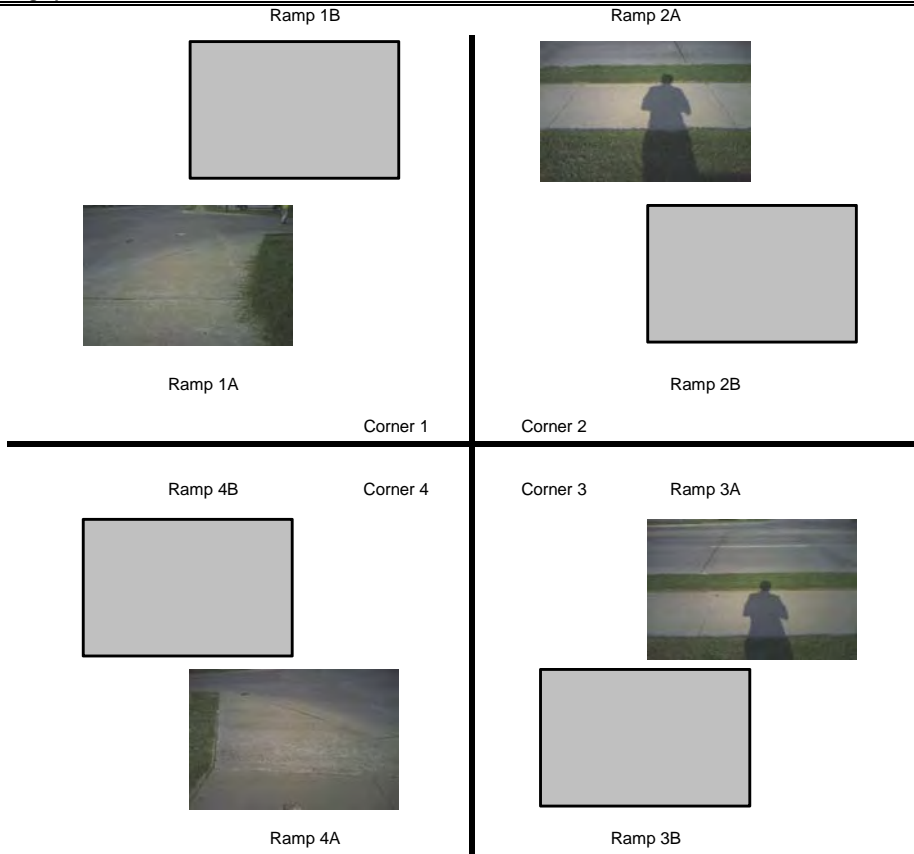 Ramp 1B Ramp 2A
Ramp 1A Ramp 2B
Corner 1 Corner 2
Ramp 4B Corner 4 Corner 3 Ramp 3A
Ramp 4A Ramp 3B